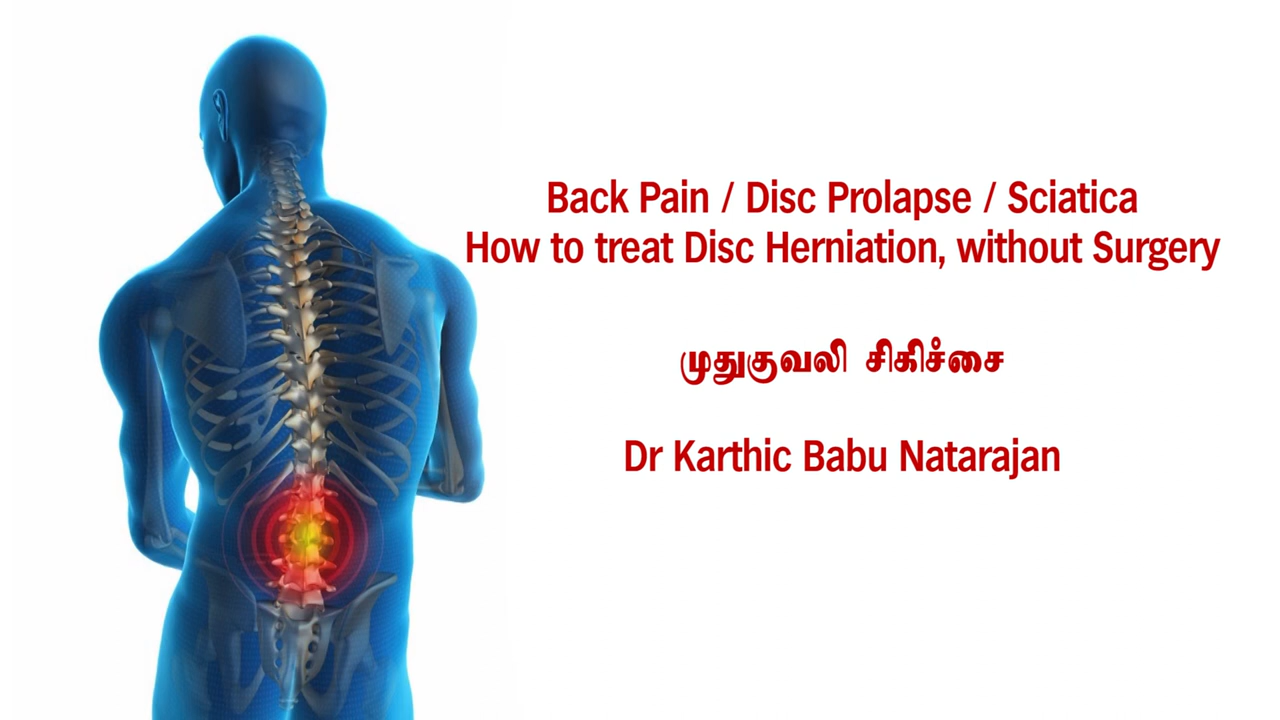 Back Pain / Disc Prolapse / Sciatica
How to treat Disc Herniation, without Surgery
முதுகுவலி சிகிச்சை
Dr Karthic Babu Natarajan